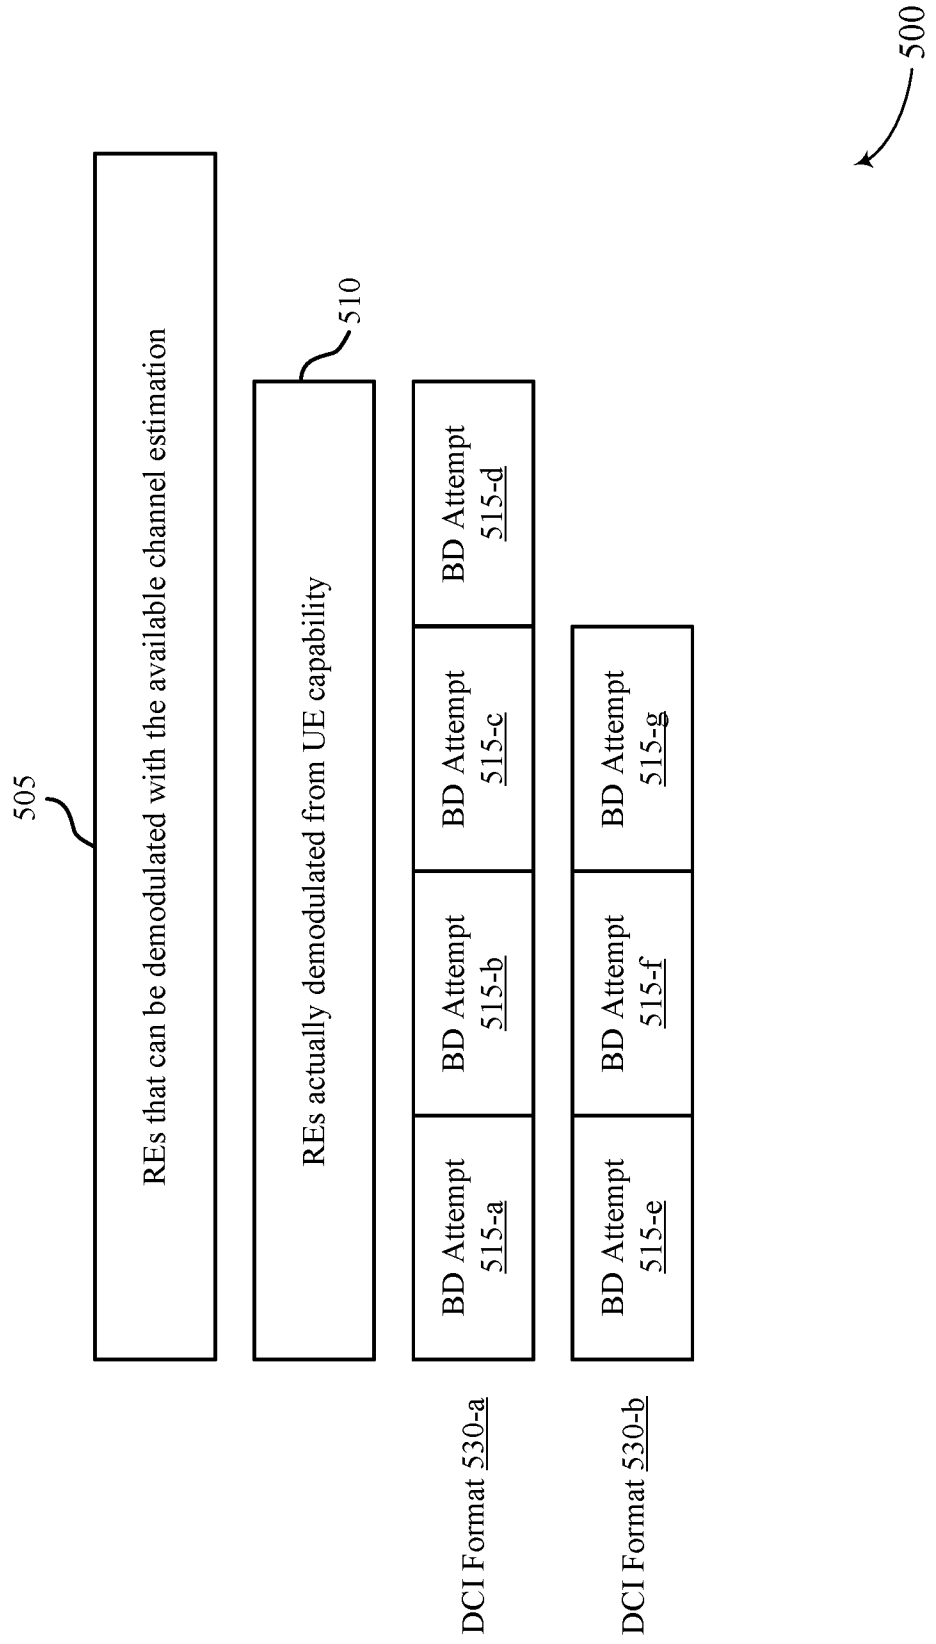 505
REs that can be demodulated with the available channel estimation
510
REs actually demodulated from UE capability
DCI Format 530-a
BD Attempt
515-a
BD Attempt
515-b
BD Attempt
515-c
BD Attempt
515-d
DCI Format 530-b
BD Attempt
515-e
BD Attempt
515-f
BD Attempt
515-g
500